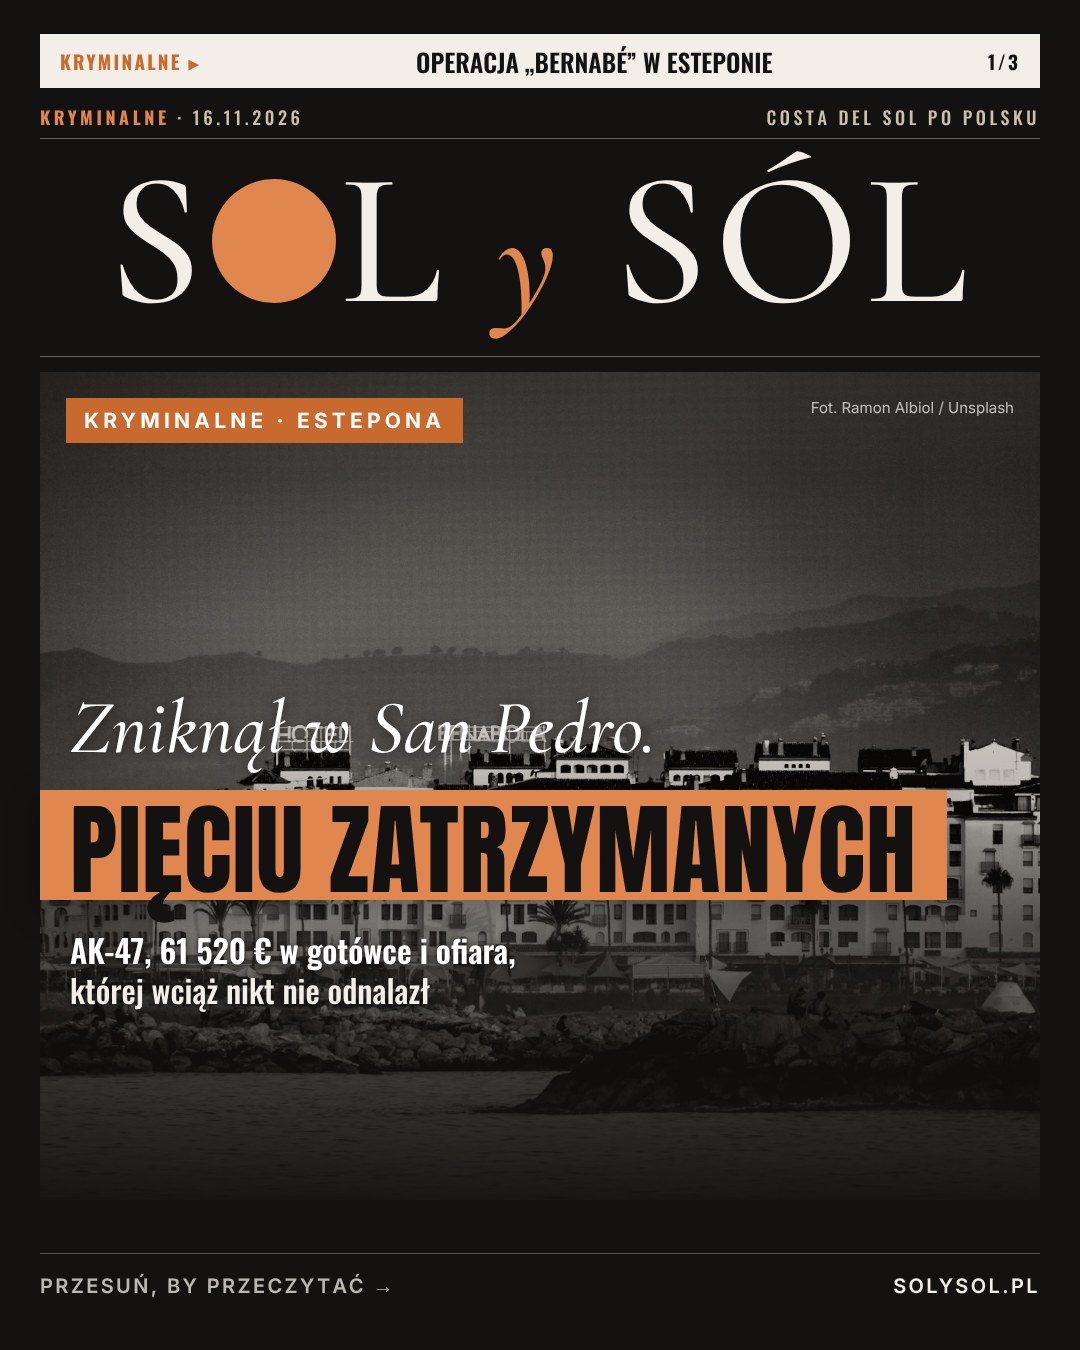 KRYMINALNE ▸ OPERACJA „BERNABÉ” W ESTEPONIE 1/3
KRYMINALNE · 16.11.2026 COSTA DEL SOL PO POLSKU
SOL y SÓL
KRYMINALNE · ESTEPONA
Fot. Ramon Albiol / Unsplash
Zniknął w San Pedro.
PIĘCIU ZATRZYMANYCH
AK-47, 61 520 € w gotówce i ofiara,
której wciąż nikt nie odnalazł
PRZESUŃ, BY PRZECZYTAĆ → SOLYSOL.PL